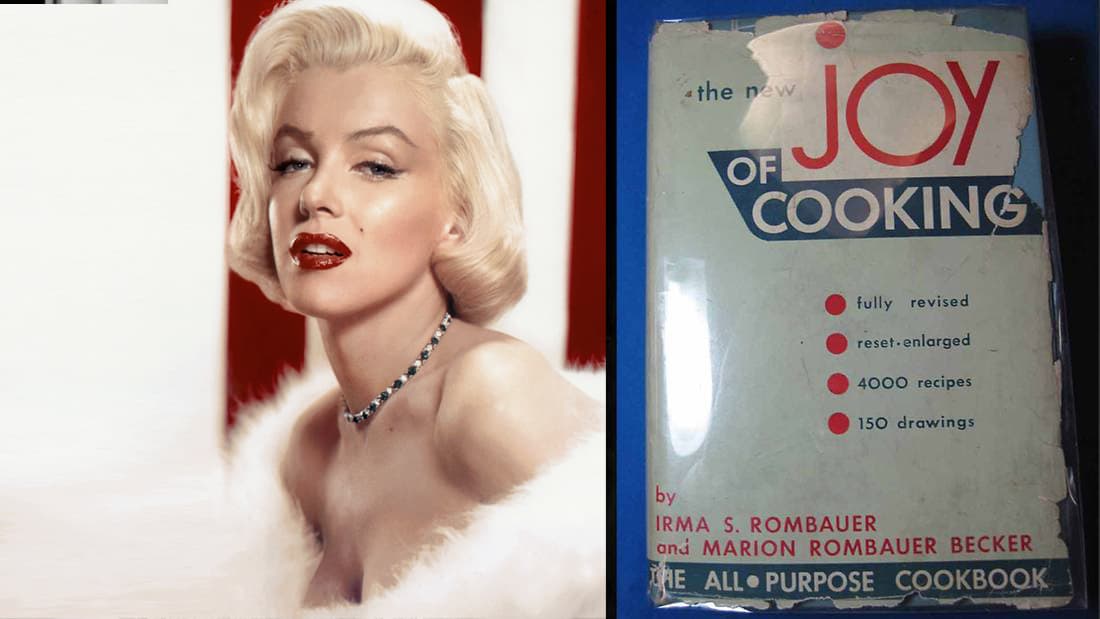 the new JOY
OF
COOKING
fully revised
reset-enlarged
4000 recipes
150 drawings
by
IRMA S. ROMBAUER
and MARION ROMBAUER BECKER
THE ALL•PURPOSE COOKBOOK